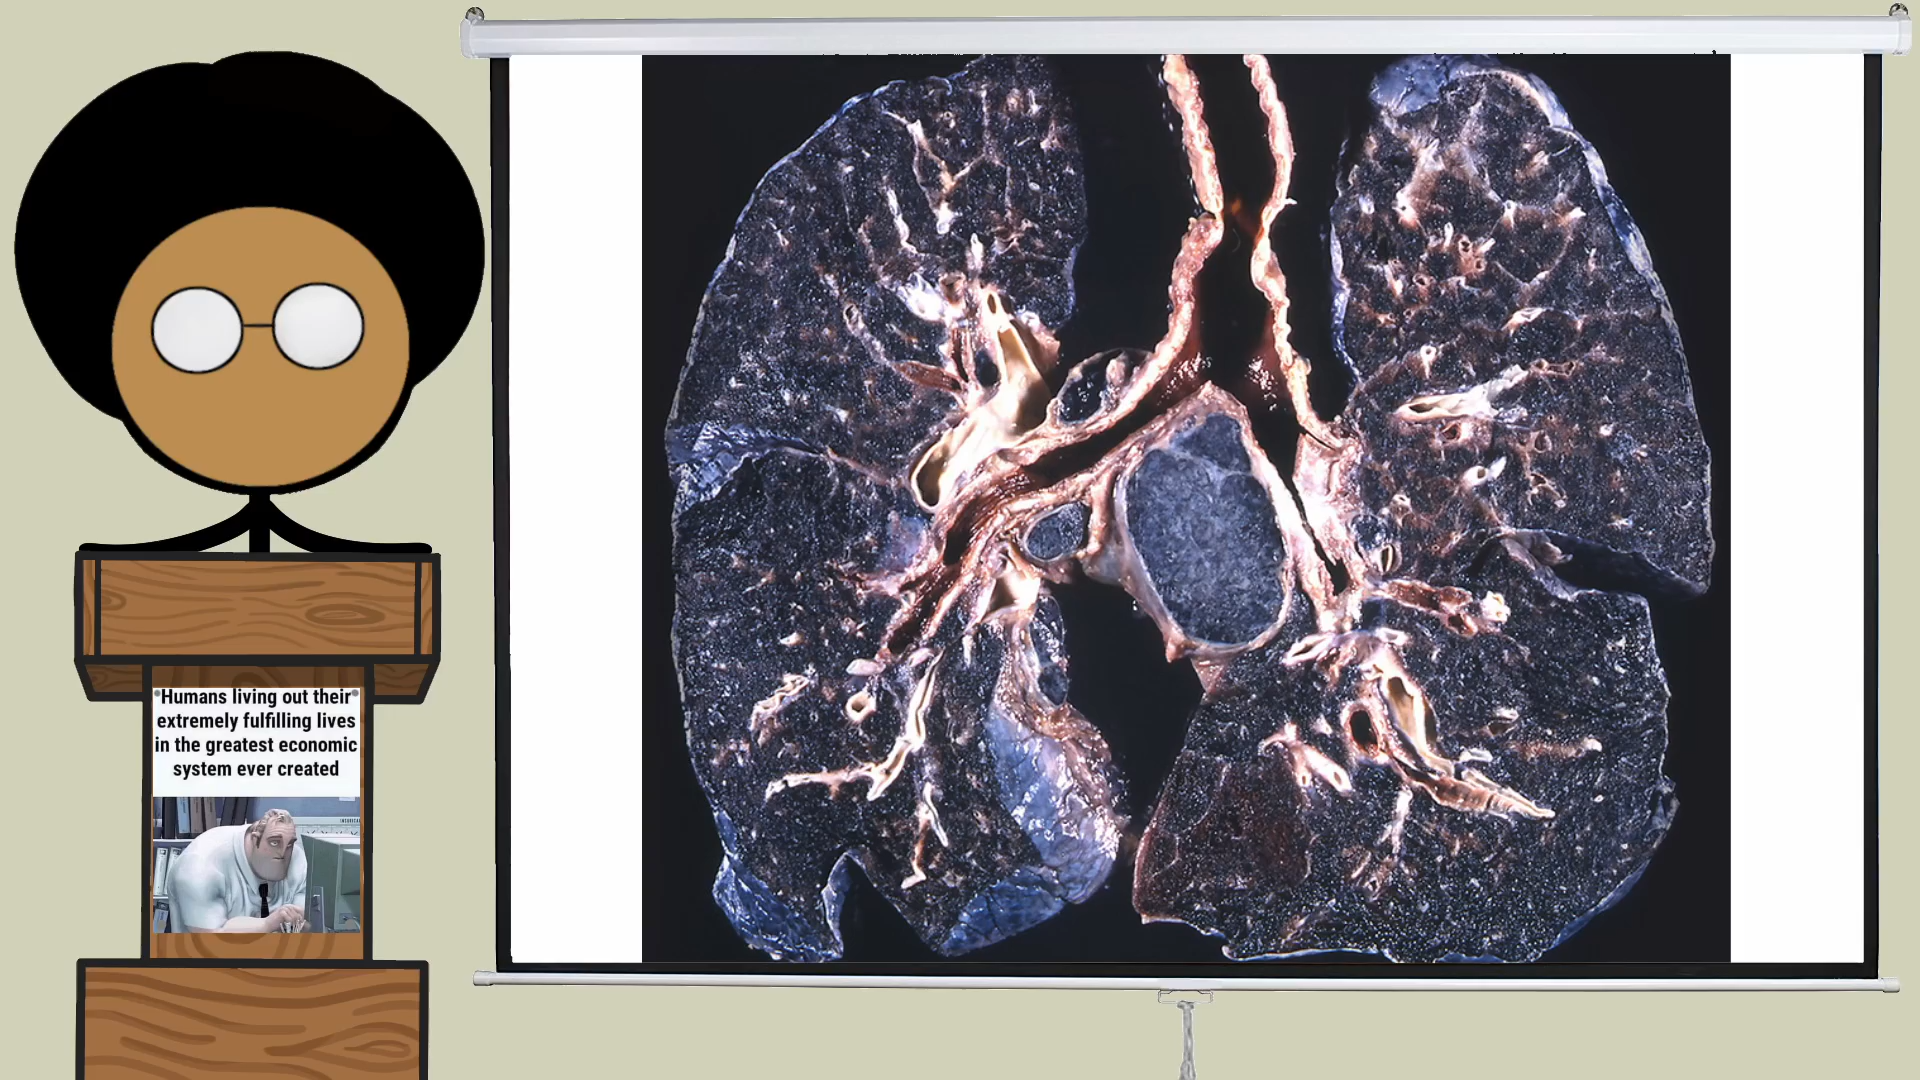 Humans living out their
extremely fulfilling lives
in the greatest economic
system ever created